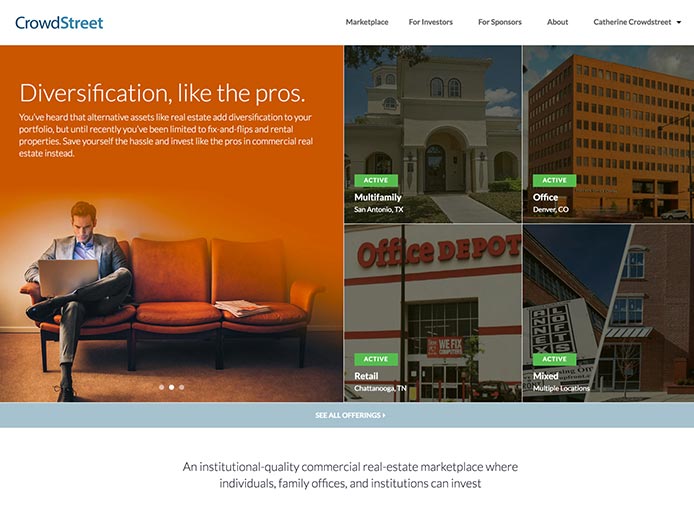 CrowdStreet
Marketplace
For Investors
For Sponsors
About
Catherine Crowdstreet
Diversification, like the pros.
You've heard that alternative assets like real estate add diversification to your
portfolio, but until recently you've been limited to fix-and-flips and rental
properties. Save yourself the hassle and invest like the pros in commercial real
estate instead.
ACTIVE
Multifamily
San Antonio, TX
ACTIVE
Office
Denver, CO
Office DEPOT
WE FIX
COMPUTERS
ACTIVE
Retail
Chattanooga, TN
ANNEX
LOFTS
ACTIVE
Mixed
Multiple Locations
SEE ALL OFFERINGS
An institutional-quality commercial real-estate marketplace where
individuals, family offices, and institutions can invest